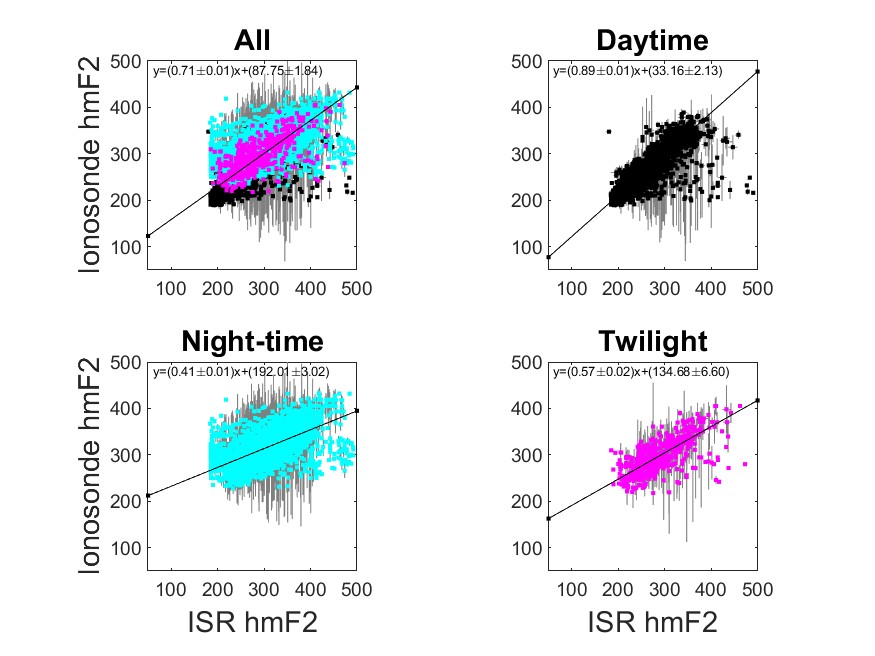 All
Ionosonde hmF2
500
400
300
200
100
y=(0.71±0.01)x+(87.75±1.84)
100 200 300 400 500
Daytime
500
400
300
200
100
y=(0.89±0.01)x+(33.16±2.13)
100 200 300 400 500
Night-time
Ionosonde hmF2
500
400
300
200
100
y=(0.41±0.01)x+(192.01±3.02)
100 200 300 400 500
ISR hmF2
Twilight
500
400
300
200
100
y=(0.57±0.02)x+(134.68±6.60)
100 200 300 400 500
ISR hmF2